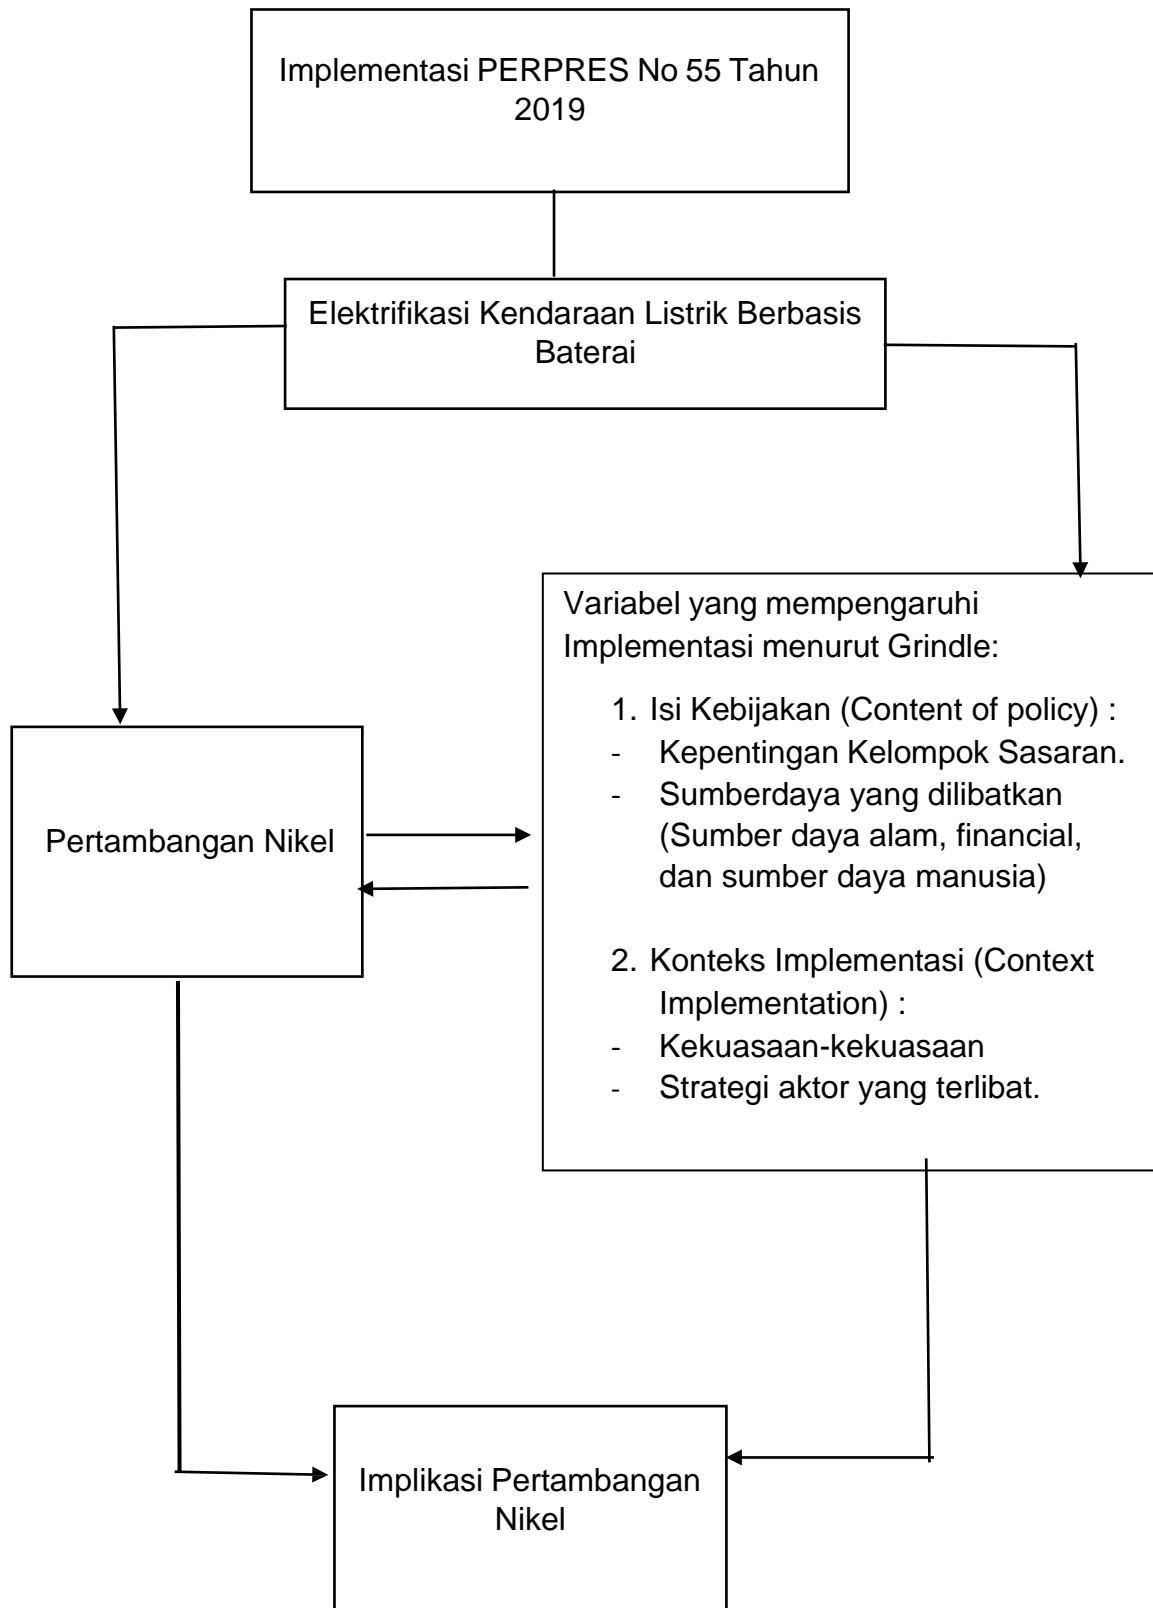 Implementasi PERPRES No 55 Tahun
2019
Elektrifikasi Kendaraan Listrik Berbasis
Baterai
Variabel yang mempengaruhi
Implementasi menurut Grindle:
1. Isi Kebijakan (Content of policy) :
- Kepentingan Kelompok Sasaran.
- Sumberdaya yang dilibatkan
(Sumber daya alam, financial,
dan sumber daya manusia)
Pertambangan Nikel
2. Konteks Implementasi (Context
Implementation) :
- Kekuasaan-kekuasaan
- Strategi aktor yang terlibat.
Implikasi Pertambangan
Nikel